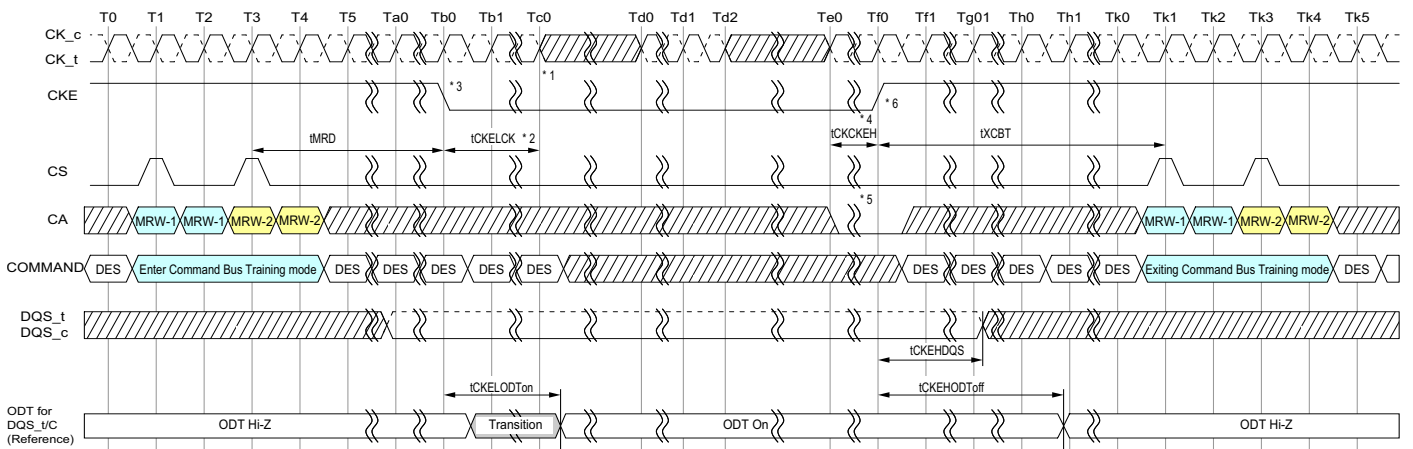 T0 T1 T2 T3 T4 T5 Ta0 Tb0 Tb1 Tc0 Td0 Td1 Td2 Te0 Tf0 Tf1 Tg01 Th0 Th1 Tk0 Tk1 Tk2 Tk3 Tk4 Tk5
CK_c
CK_t
* 1
CKE
* 3
* 6
* 4
tMRD
tCKELCK * 2
tCKCKEH
tXCBT
CS
* 5
CA
MRW-1 MRW-1 MRW-2 MRW-2 MRW-1 MRW-1 MRW-2 MRW-2
COMMAND DES Enter Command Bus Training mode DES DES DES DES DES DES DES DES DES DES Exiting Command Bus Training mode DES
DQS_t
DQS_c
tCKEHDQS
tCKELODTon
tCKEHODToff
ODT for
DQS_t/C
(Reference)
ODT Hi-Z Transition ODT On ODT Hi-Z